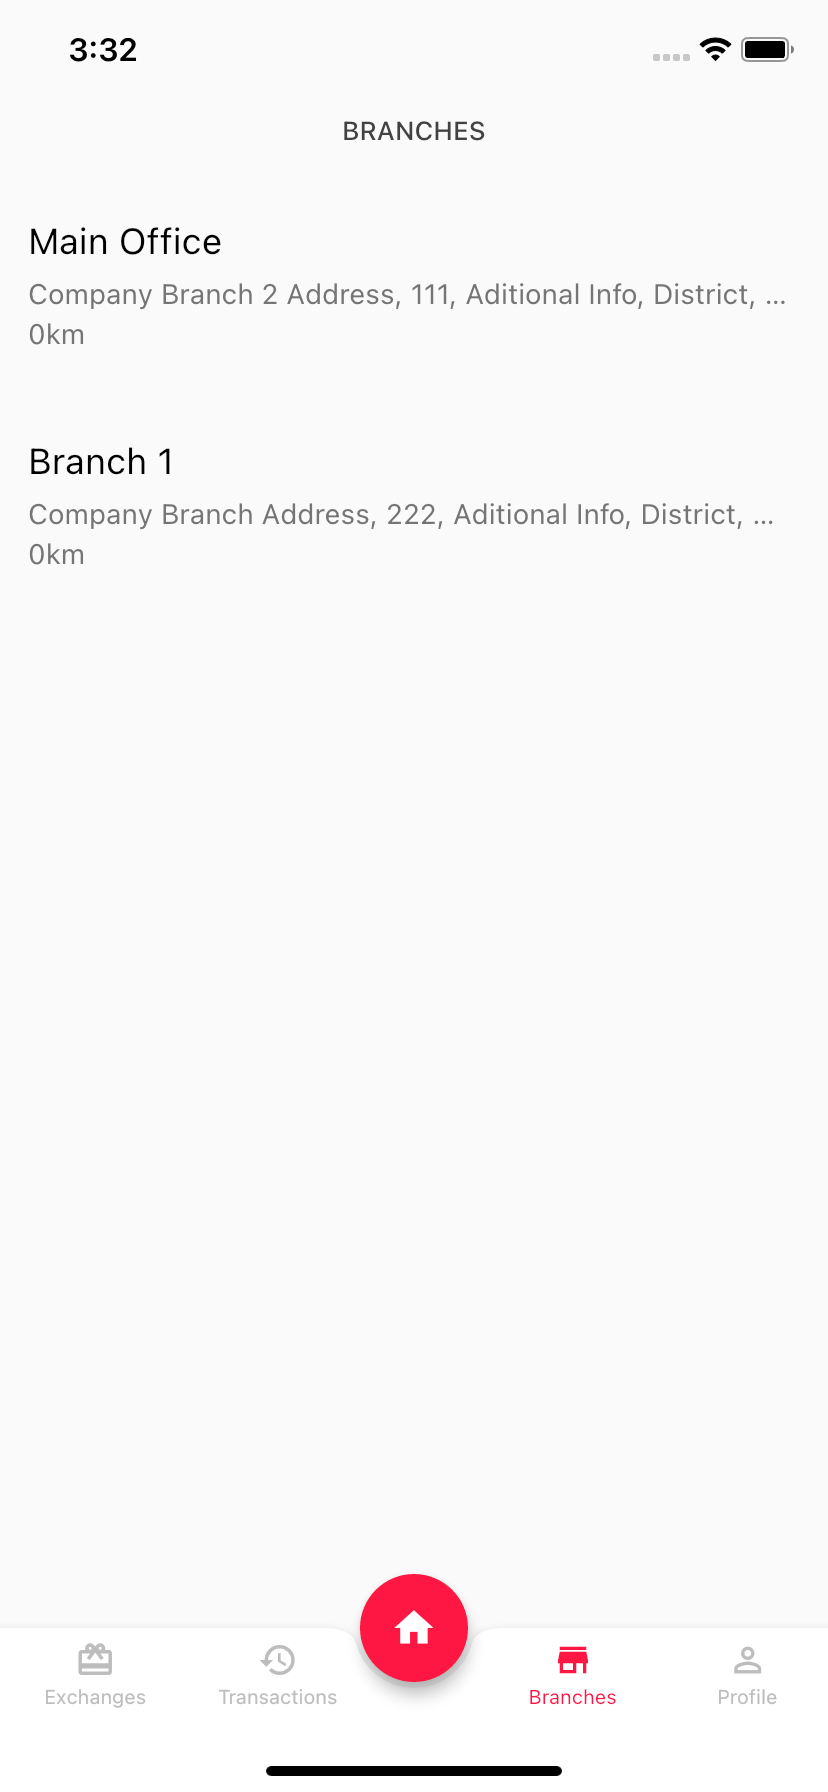 3:32
BRANCHES
Main Office
Company Branch 2 Address, 111, Aditional Info, District, ...
0km
Branch 1
Company Branch Address, 222, Aditional Info, District, ...
0km
Exchanges
Transactions
Branches
Profile